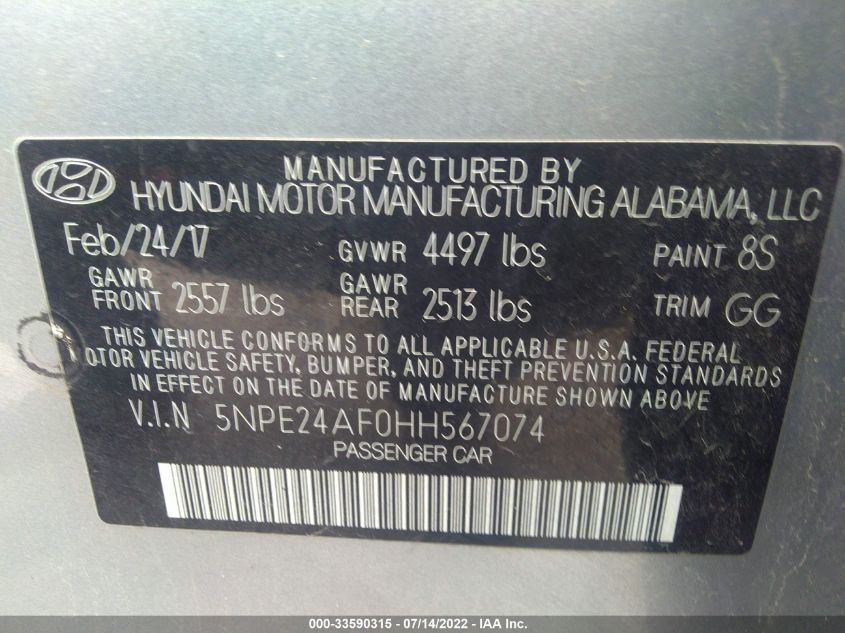 MANUFACTURED BY
HYUNDAI MOTOR MANUFACTURING ALABAMA, LLC
Feb/24/17 GVWR 4497 lbs PAINT 8S
GAWR FRONT 2557 lbs GAWR REAR 2513 lbs TRIM GG
THIS VEHICLE CONFORMS TO ALL APPLICABLE U.S.A. FEDERAL
MOTOR VEHICLE SAFETY, BUMPER, AND THEFT PREVENTION STANDARDS
IN EFFECT ON THE DATE OF MANUFACTURE SHOWN ABOVE
V.I.N 5NPE24AF0HH567074
PASSENGER CAR
000-33590315 - 07/14/2022 - IAA Inc.